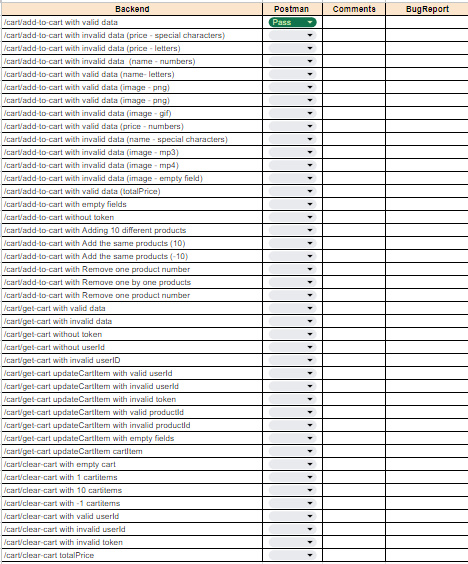 Backend Postman Comments BugReport
/cart/add-to-cart with valid data Pass
/cart/add-to-cart with invalid data (price - special characters)
/cart/add-to-cart with invalid data (price - letters)
/cart/add-to-cart with invalid data (name - numbers)
/cart/add-to-cart with valid data (name- letters)
/cart/add-to-cart with valid data (image - png)
/cart/add-to-cart with valid data (image - png)
/cart/add-to-cart with invalid data (image - gif)
/cart/add-to-cart with valid data (price - numbers)
/cart/add-to-cart with invalid data (name - special characters)
/cart/add-to-cart with invalid data (image - mp3)
/cart/add-to-cart with invalid data (image - mp4)
/cart/add-to-cart with invalid data (image - empty field)
/cart/add-to-cart with valid data (totalPrice)
/cart/add-to-cart with empty fields
/cart/add-to-cart without token
/cart/add-to-cart with Adding 10 different products
/cart/add-to-cart with Add the same products (10)
/cart/add-to-cart with Add the same products (-10)
/cart/add-to-cart with Remove one product number
/cart/add-to-cart with Remove one by one products
/cart/add-to-cart with Remove one product number
/cart/get-cart with valid data
/cart/get-cart with invalid data
/cart/get-cart without token
/cart/get-cart without userId
/cart/get-cart with invalid userID
/cart/get-cart updateCartItem with valid userId
/cart/get-cart updateCartItem with invalid userId
/cart/get-cart updateCartItem with invalid token
/cart/get-cart updateCartItem with valid productId
/cart/get-cart updateCartItem with invalid productId
/cart/get-cart updateCartItem with empty fields
/cart/get-cart updateCartItem cartItem
/cart/clear-cart with empty cart
/cart/clear-cart with 1 cartitems
/cart/clear-cart with 10 cartitems
/cart/clear-cart with -1 cartitems
/cart/clear-cart with valid userId
/cart/clear-cart with invalid userId
/cart/clear-cart with invalid token
/cart/clear-cart totalPrice